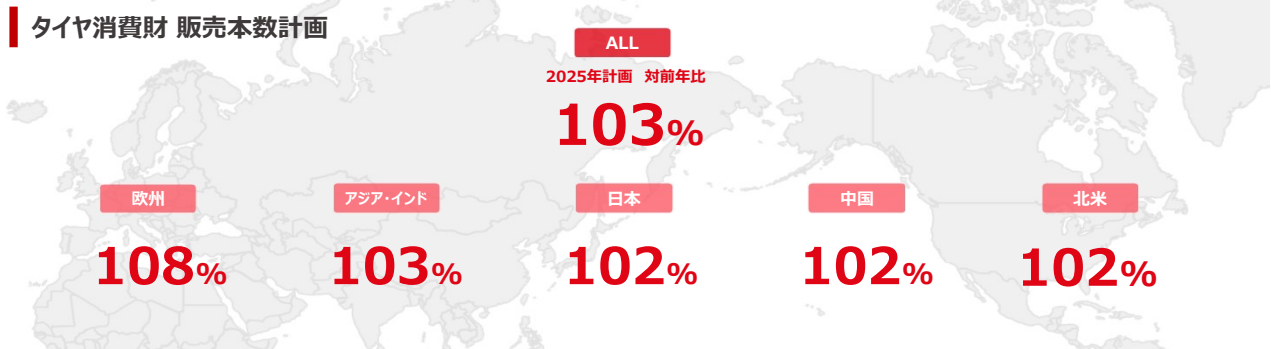 タイヤ消費財 販売本数計画
ALL
2025年計画 対前年比
103%
欧州
108%
アジア・インド
103%
日本
102%
中国
102%
北米
102%